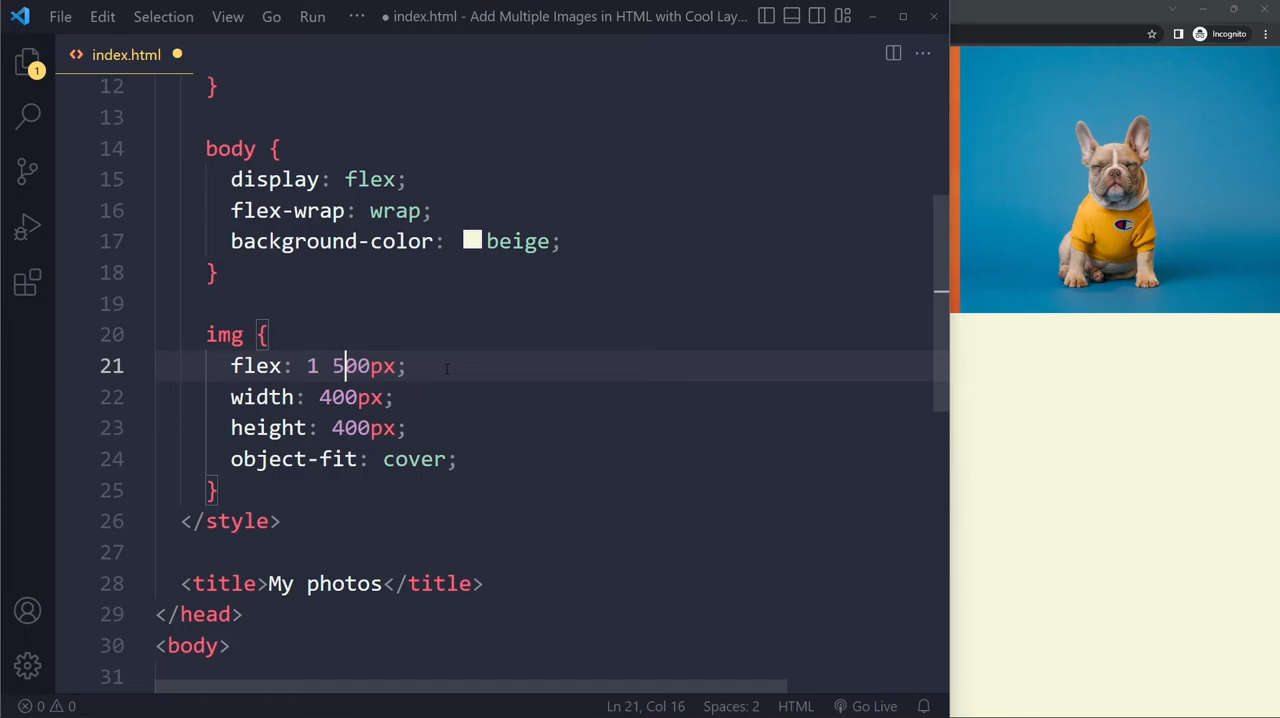 File Edit Selection View Go Run ··· ● index.html - Add Multiple Images in HTML with Cool Lay...
Incognito
1
<> index.html ●
12 }
13
14 body {
15 display: flex;
16 flex-wrap: wrap;
17 background-color: beige;
18 }
19
20 img {
21 flex: 1 500px;
22 width: 400px;
23 height: 400px;
24 object-fit: cover;
25 }
26 </style>
27
28 <title>My photos</title>
29 </head>
30 <body>
31
0 0 Ln 21, Col 16 Spaces: 2 HTML Go Live